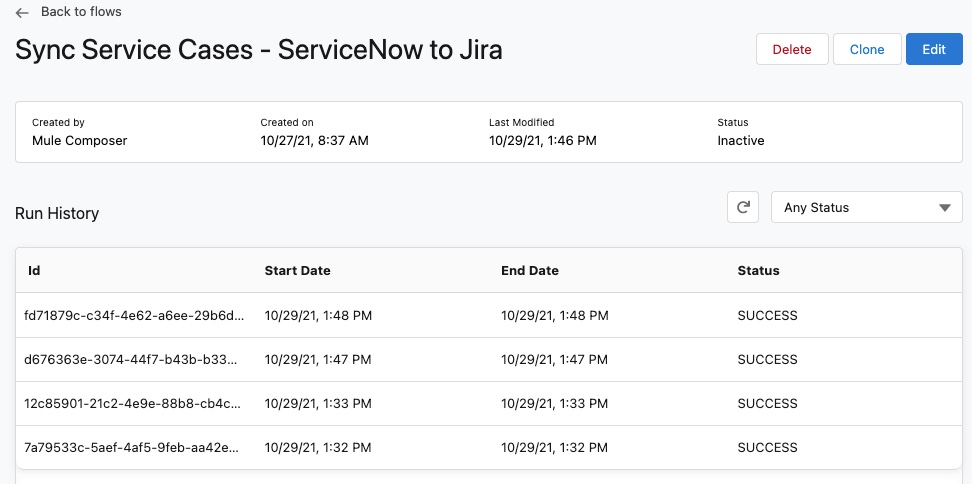 Back to flows
Sync Service Cases - ServiceNow to Jira
Delete Clone Edit
Created by Created on Last Modified Status
Mule Composer 10/27/21, 8:37 AM 10/29/21, 1:46 PM Inactive
Run History
Any Status
Id Start Date End Date Status
fd71879c-c34f-4e62-a6ee-29b6d... 10/29/21, 1:48 PM 10/29/21, 1:48 PM SUCCESS
d676363e-3074-44f7-b43b-b33... 10/29/21, 1:47 PM 10/29/21, 1:47 PM SUCCESS
12c85901-21c2-4e9e-88b8-cb4c... 10/29/21, 1:33 PM 10/29/21, 1:33 PM SUCCESS
7a79533c-5aef-4af5-9feb-aa42e... 10/29/21, 1:32 PM 10/29/21, 1:32 PM SUCCESS